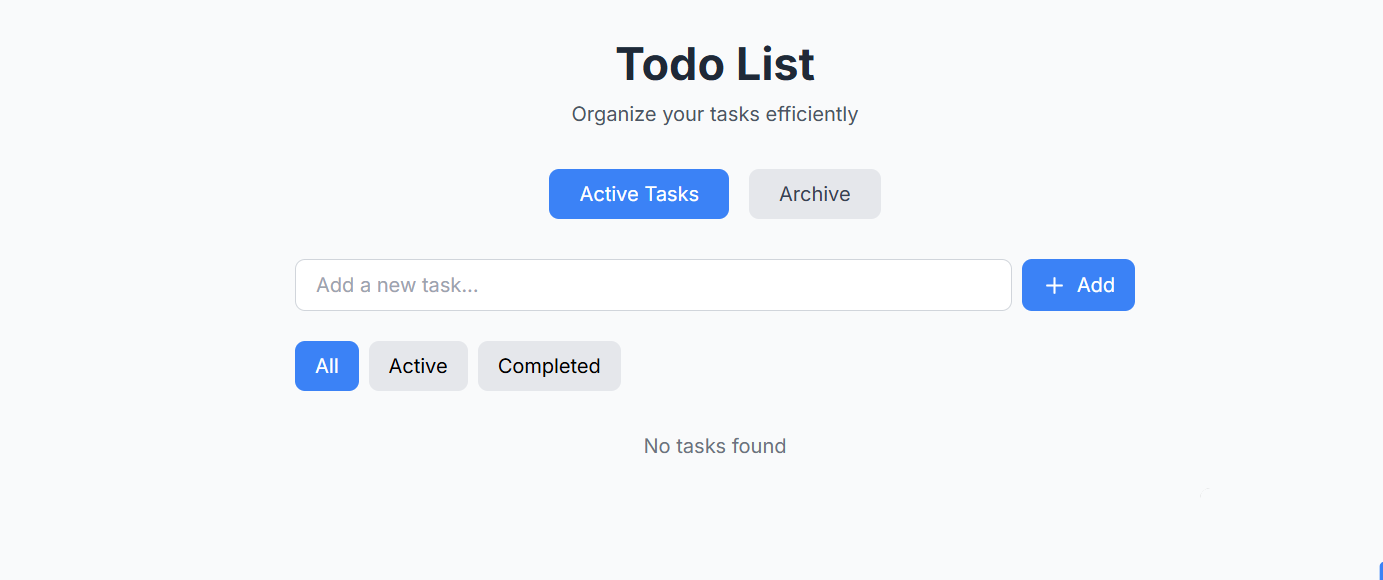 Todo List
Organize your tasks efficiently
Active Tasks Archive
Add a new task... + Add
All Active Completed
No tasks found